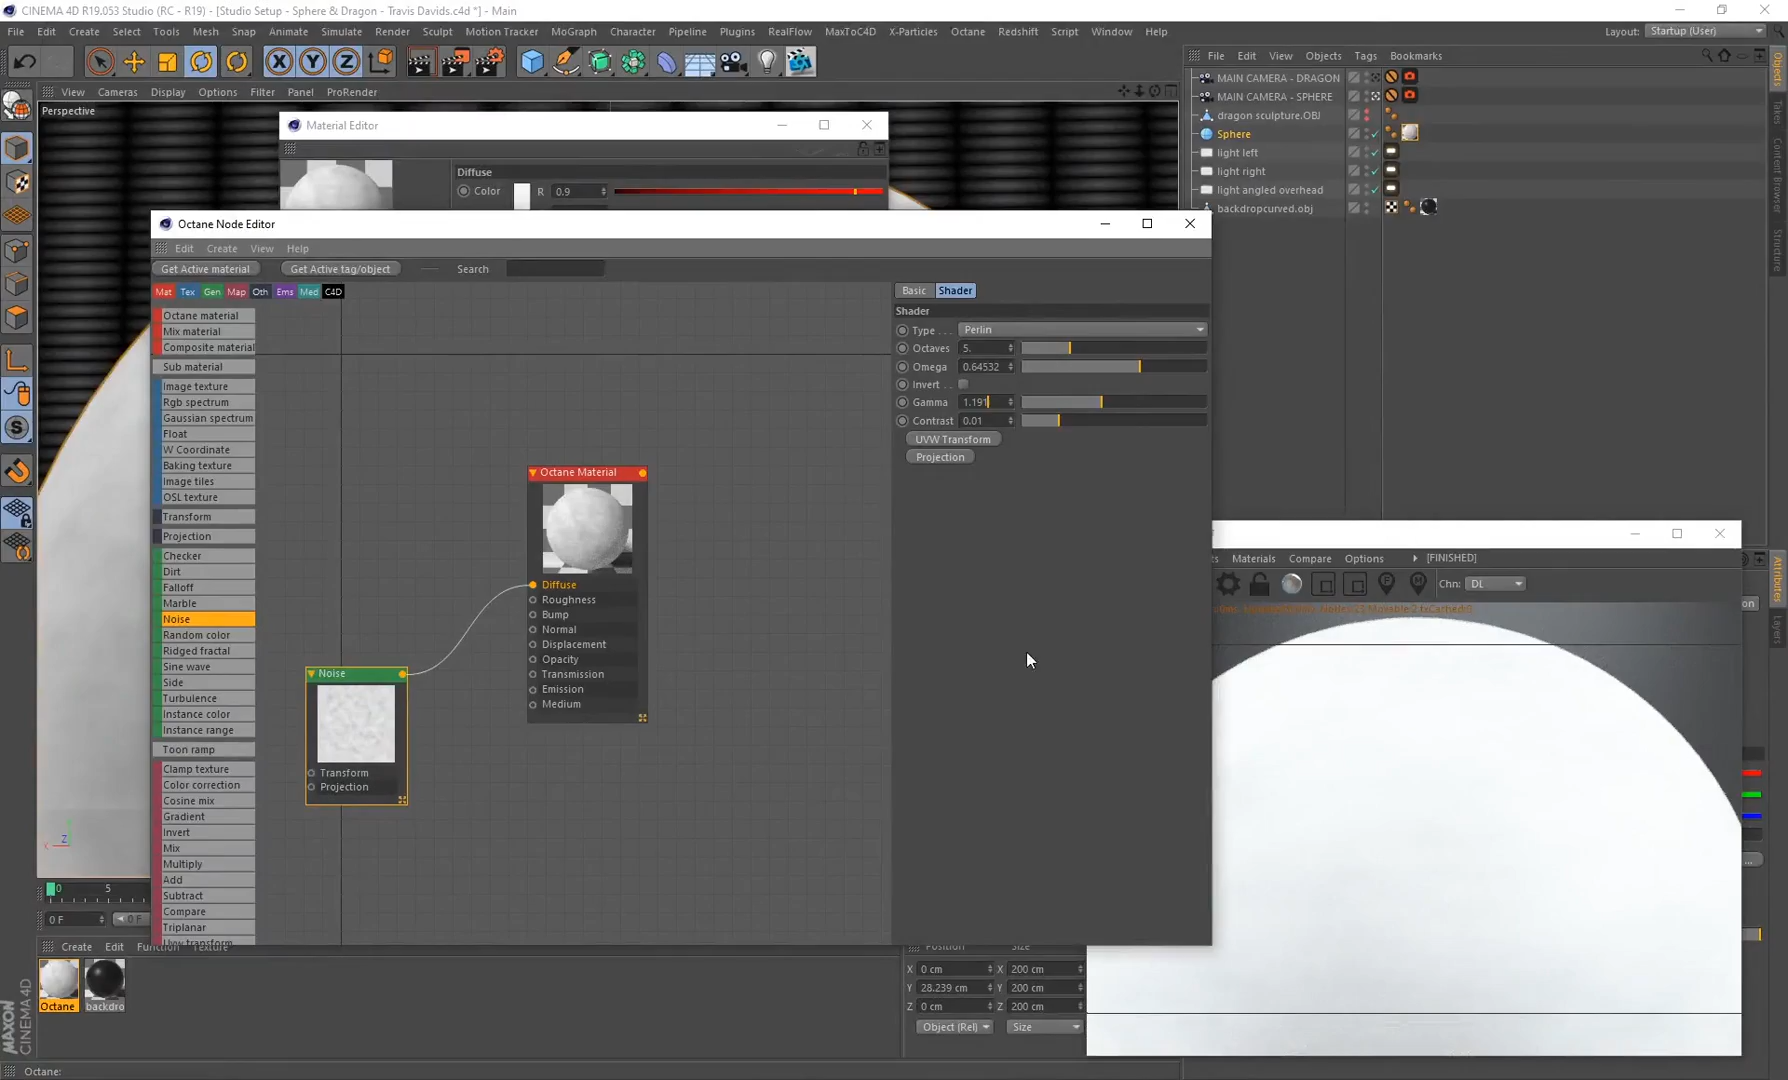 CINEMA 4D R19.053 Studio (RC - R19) - [Studio Setup - Sphere & Dragon - Travis Davids.c4d *] - Main
File Edit Create Select Tools Mesh Snap Animate Simulate Render Sculpt Motion Tracker MoGraph Character Pipeline Plugins RealFlow MaxToC4D X-Particles Octane Redshift Script Window Help
Layout: Startup (User)
X Y Z
File Edit View Objects Tags Bookmarks
View Cameras Display Options Filter Panel ProRender
Perspective
MAIN CAMERA - DRAGON
MAIN CAMERA - SPHERE
dragon sculpture.OBJ
Sphere
light left
light right
light angled overhead
backdropcurved.obj
Objects
Takes
Content Browser
Structure
Attributes
Layers
Material Editor
Diffuse
Color R 0.9
Octane Node Editor
Edit Create View Help
Get Active material Get Active tag/object Search
Mat Tex Gen Map Oth Ems Med C4D
Octane material
Mix material
Composite material
Sub material
Image texture
Rgb spectrum
Gaussian spectrum
Float
W Coordinate
Baking texture
Image tiles
OSL texture
Transform
Projection
Checker
Dirt
Falloff
Marble
Noise
Random color
Ridged fractal
Sine wave
Side
Turbulence
Instance color
Instance range
Toon ramp
Clamp texture
Color correction
Cosine mix
Gradient
Invert
Mix
Multiply
Add
Subtract
Compare
Triplanar
Uvw transform
Octane Material
Diffuse
Roughness
Bump
Normal
Displacement
Opacity
Transmission
Emission
Medium
Noise
Transform
Projection
Basic Shader
Shader
Type . . . Perlin
Octaves 5.
Omega 0.64532
Invert . .
Gamma 1.191
Contrast 0.01
UVW Transform
Projection
Materials Compare Options [FINISHED]
Chn: DL
on
...
X Z
0 5
0 F 0 F
Create Edit Function Texture
Octane backdro
Position Size
X 0 cm X 200 cm
Y 28.239 cm Y 200 cm
Z 0 cm Z 200 cm
Object (Rel) Size
MAXON
CINEMA 4D
Octane: